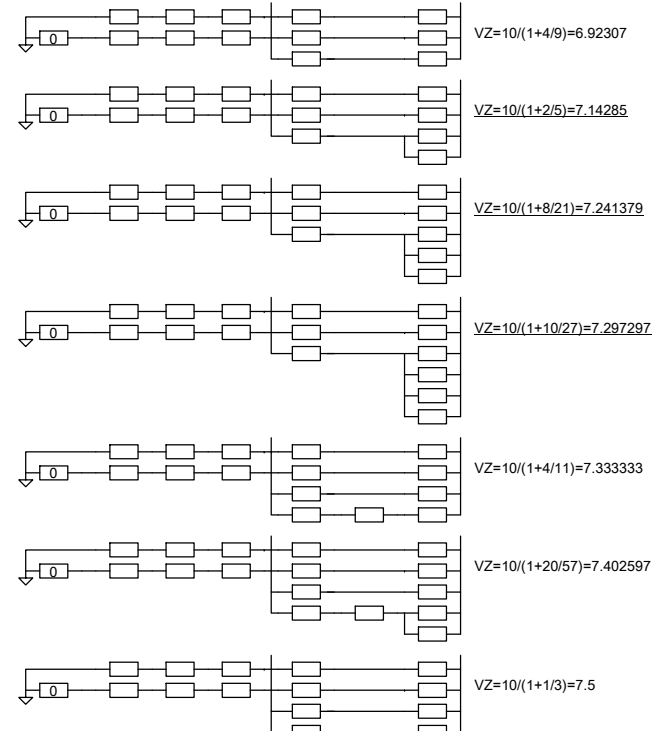 0 VZ=10/(1+4/9)=6.92307
0 VZ=10/(1+2/5)=7.14285
0 VZ=10/(1+8/21)=7.241379
0 VZ=10/(1+10/27)=7.297297
0 VZ=10/(1+4/11)=7.333333
0 VZ=10/(1+20/57)=7.402597
0 VZ=10/(1+1/3)=7.5